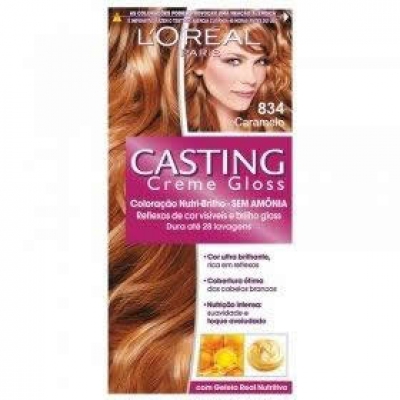 L'ORÉAL
PARIS
834
Caramelo
CASTING
Creme Gloss
Coloração Nutri-Brilho - SEM AMÔNIA
Reflexos de cor visíveis e brilho gloss
Dura até 28 lavagens
• Cor ultra brilhante,
rica em reflexos
• Cobertura ótima
dos cabelos brancos
• Nutrição intensa:
suavidade e
toque aveludado
com Geleia Real Nutritiva